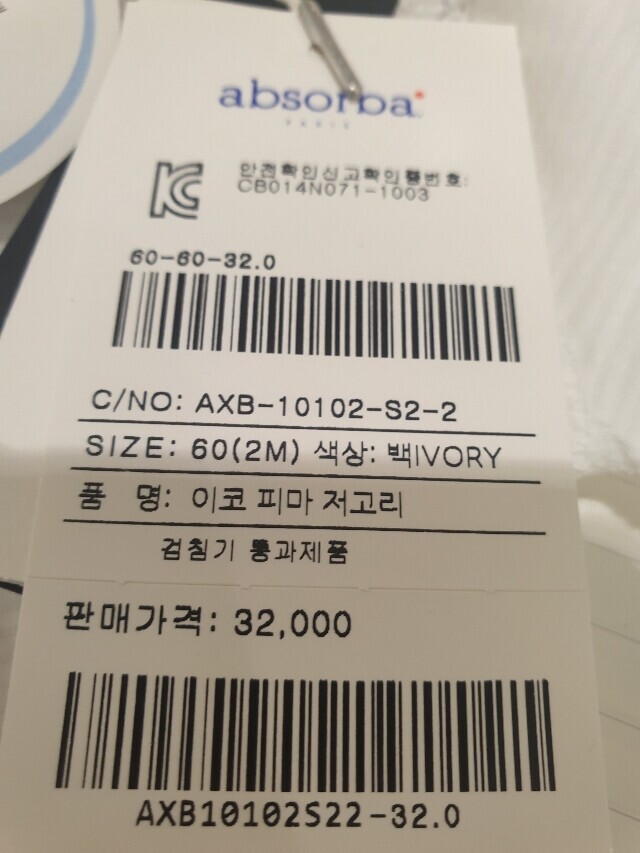 absorba
PARIS
안전확인신고확인증번호:
CB014N071-1003
60-60-32.0
C/NO: AXB-10102-S2-2
SIZE: 60(2M) 색상: 백IVORY
품 명: 이코 피마 저고리
검침기 통과제품
판매가격: 32,000
AXB10102S22-32.0